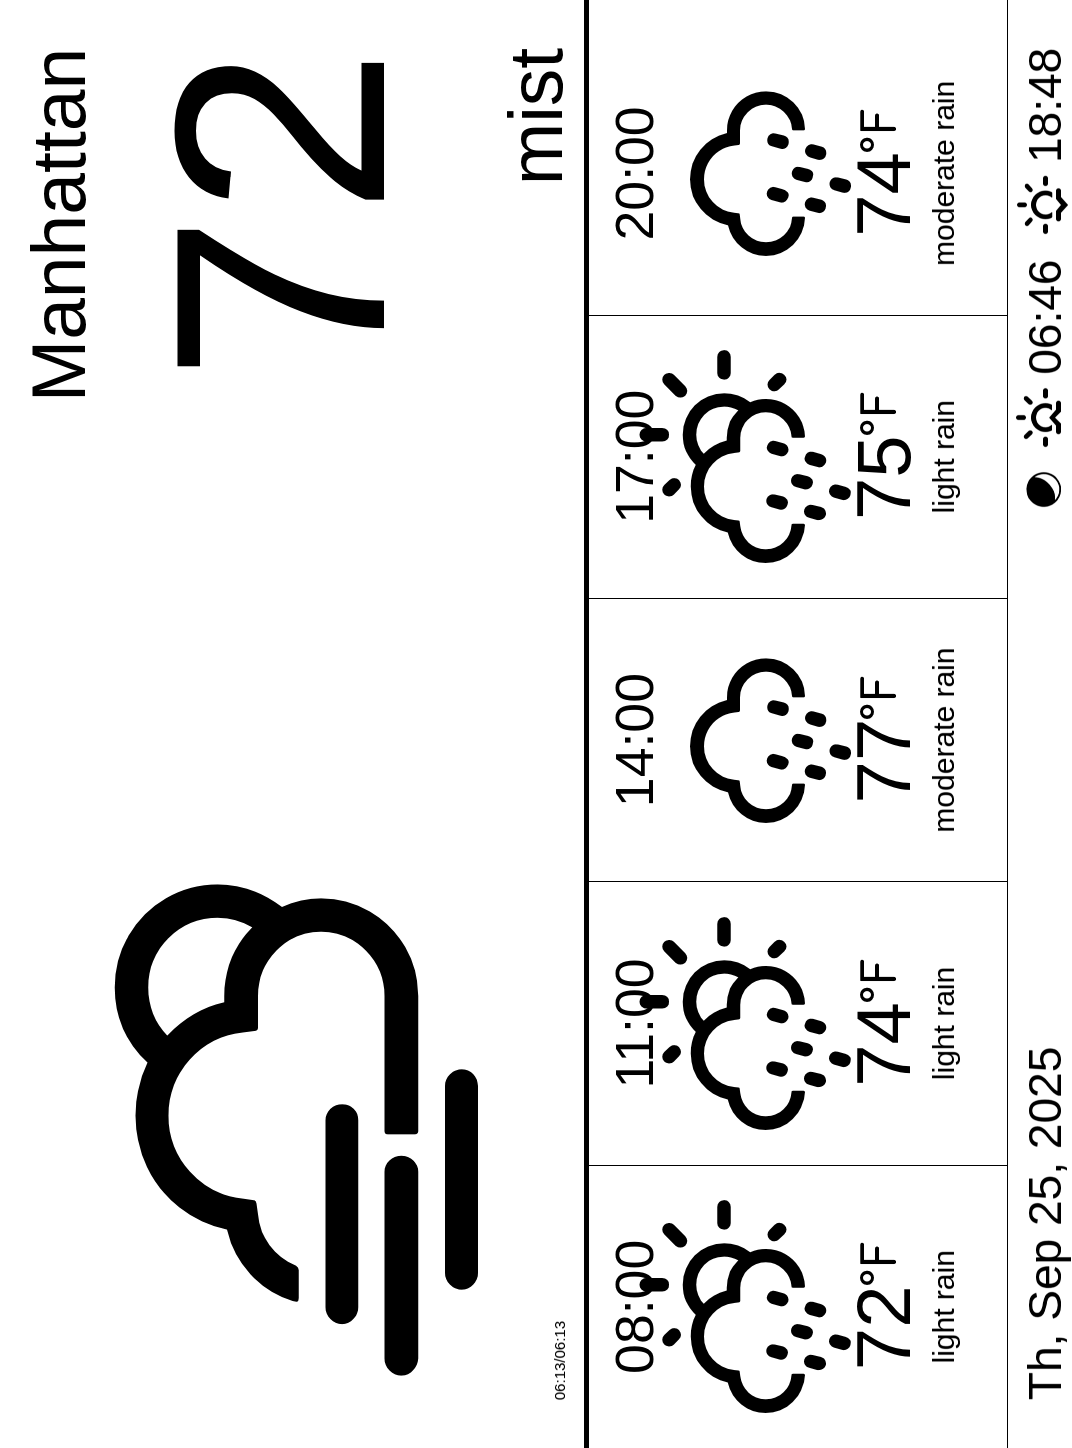 Manhattan
72
mist
06:13/06:13
08:00
72°F
light rain
11:00
74°F
light rain
14:00
77°F
moderate rain
17:00
75°F
light rain
20:00
74°F
moderate rain
Th, Sep 25, 2025
06:46
18:48